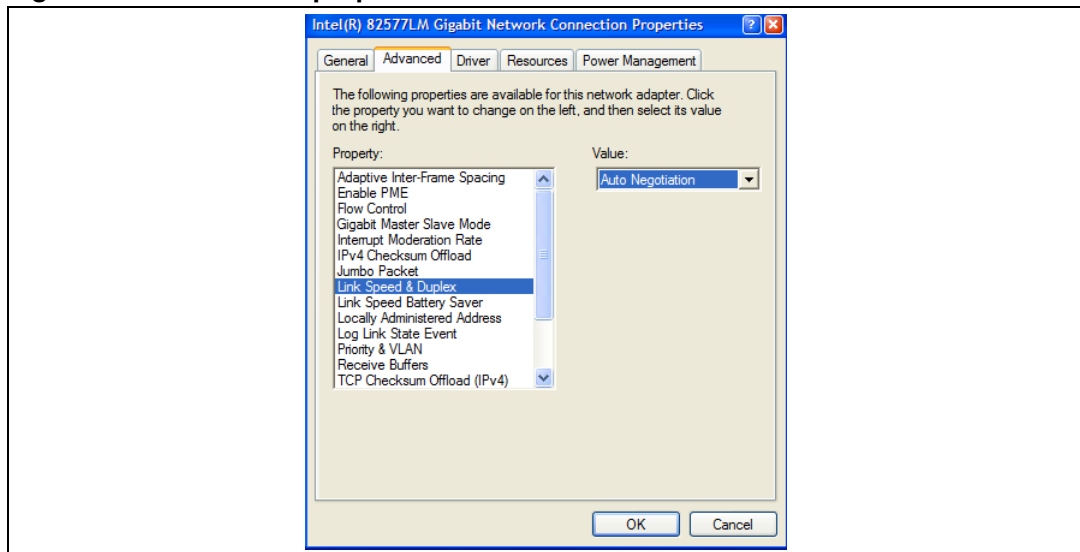 Intel(R) 82577LM Gigabit Network Connection Properties
General Advanced Driver Resources Power Management
The following properties are available for this network adapter. Click
the property you want to change on the left, and then select its value
on the right.
Property:
Value:
Adaptive Inter-Frame Spacing
Enable PME
Flow Control
Gigabit Master Slave Mode
Interrupt Moderation Rate
IPv4 Checksum Offload
Jumbo Packet
Link Speed & Duplex
Link Speed Battery Saver
Locally Administered Address
Log Link State Event
Priority & VLAN
Receive Buffers
TCP Checksum Offload (IPv4)
Auto Negotiation
OK Cancel